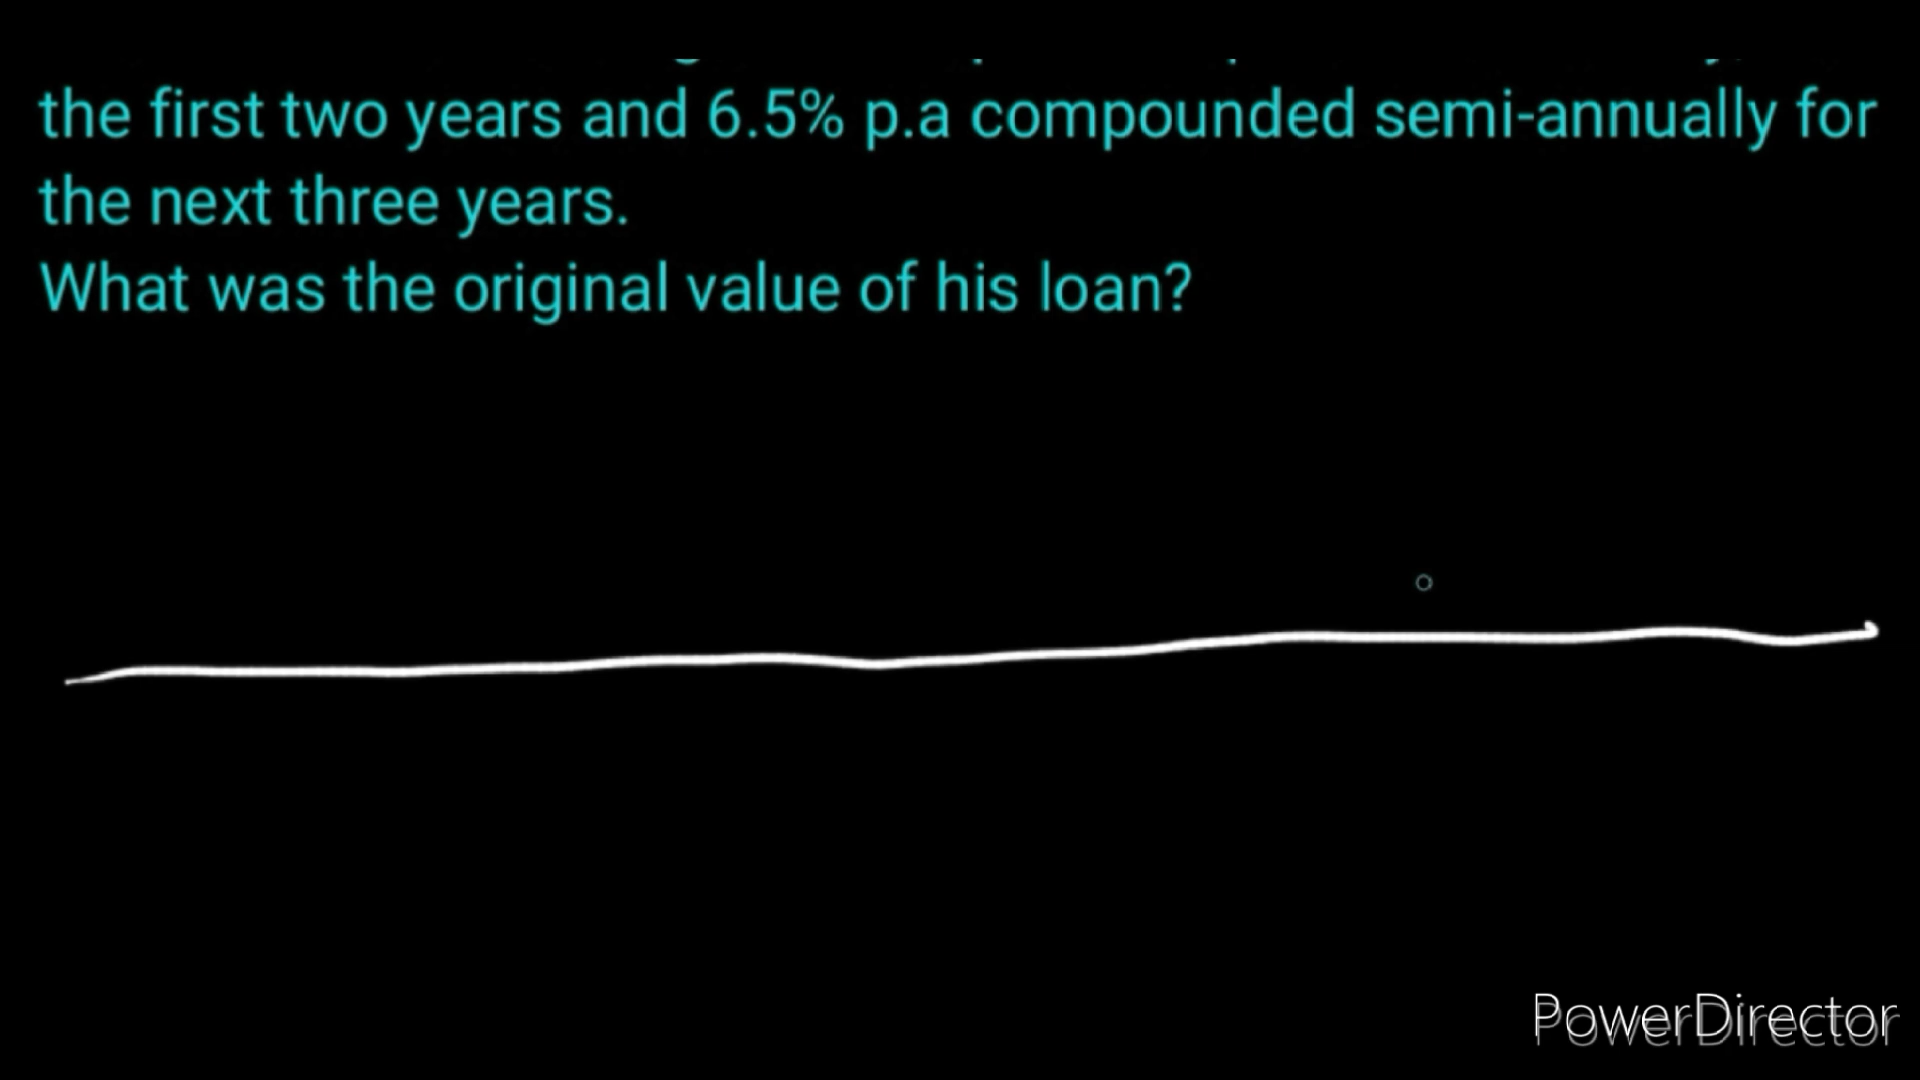 the first two years and 6.5% p.a compounded semi-annually for
the next three years.
What was the original value of his loan?
PowerDirector